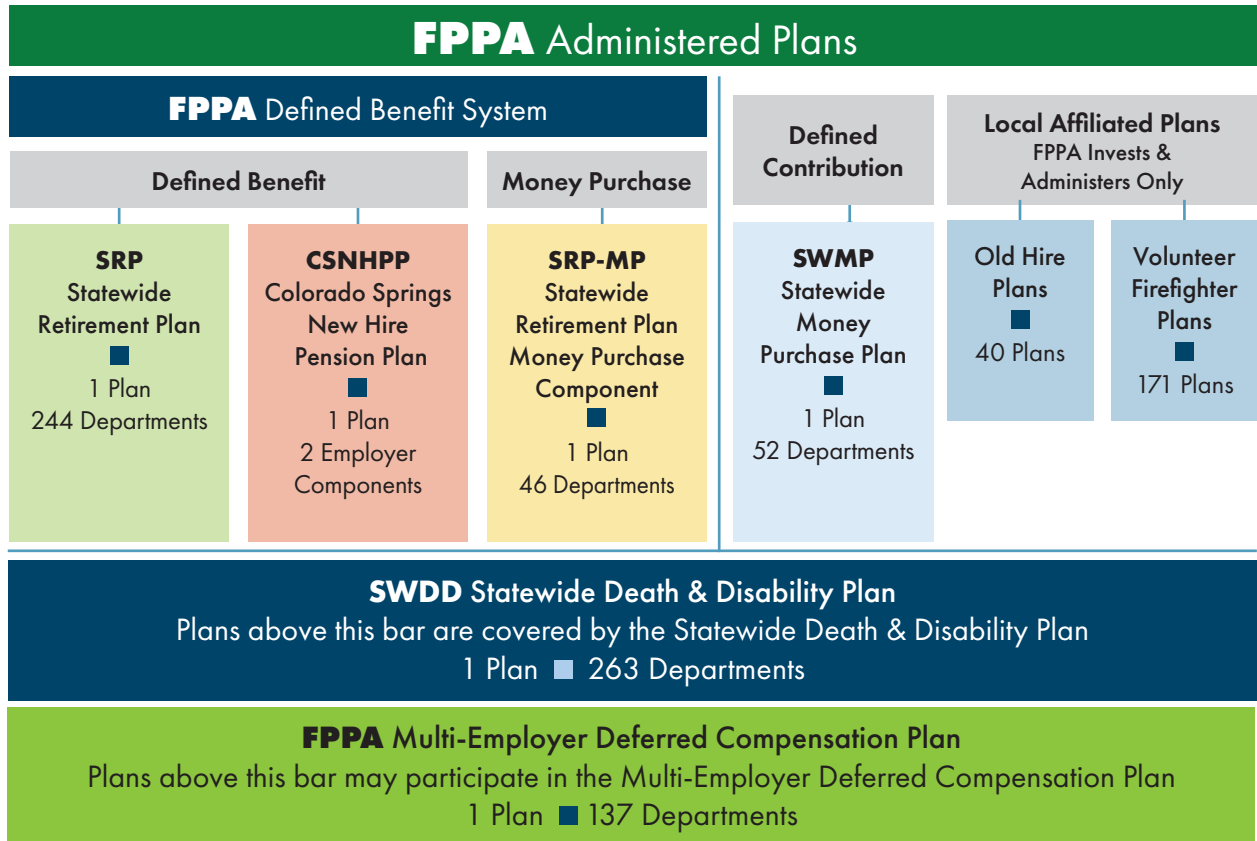 FPPA Administered Plans
FPPA Defined Benefit System
Defined Benefit
Money Purchase
SRP
Statewide
Retirement Plan
1 Plan
244 Departments
CSNHPP
Colorado Springs
New Hire
Pension Plan
1 Plan
2 Employer
Components
SRP-MP
Statewide
Retirement Plan
Money Purchase
Component
1 Plan
46 Departments
Defined
Contribution
SWMP
Statewide
Money
Purchase Plan
1 Plan
52 Departments
Local Affiliated Plans
FPPA Invests &
Administers Only
Old Hire
Plans
40 Plans
Volunteer
Firefighter
Plans
171 Plans
SWDD Statewide Death & Disability Plan
Plans above this bar are covered by the Statewide Death & Disability Plan
1 Plan ■ 263 Departments
FPPA Multi-Employer Deferred Compensation Plan
Plans above this bar may participate in the Multi-Employer Deferred Compensation Plan
1 Plan ■ 137 Departments